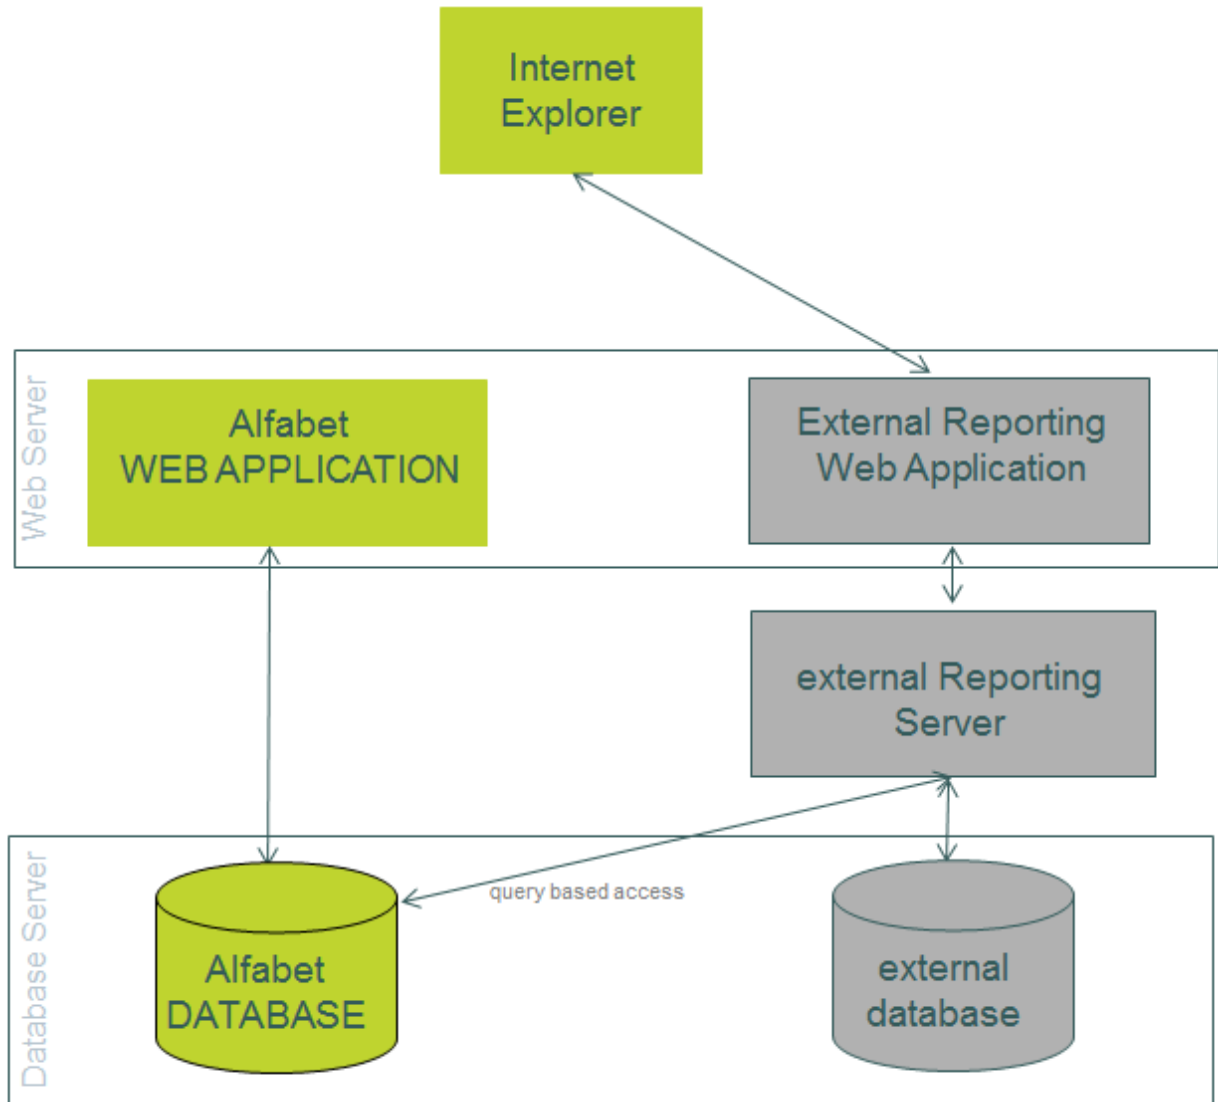 Internet
Explorer
Web Server
Alfabet
WEB APPLICATION
External Reporting
Web Application
external Reporting
Server
Database Server
query based access
Alfabet
DATABASE
external
database